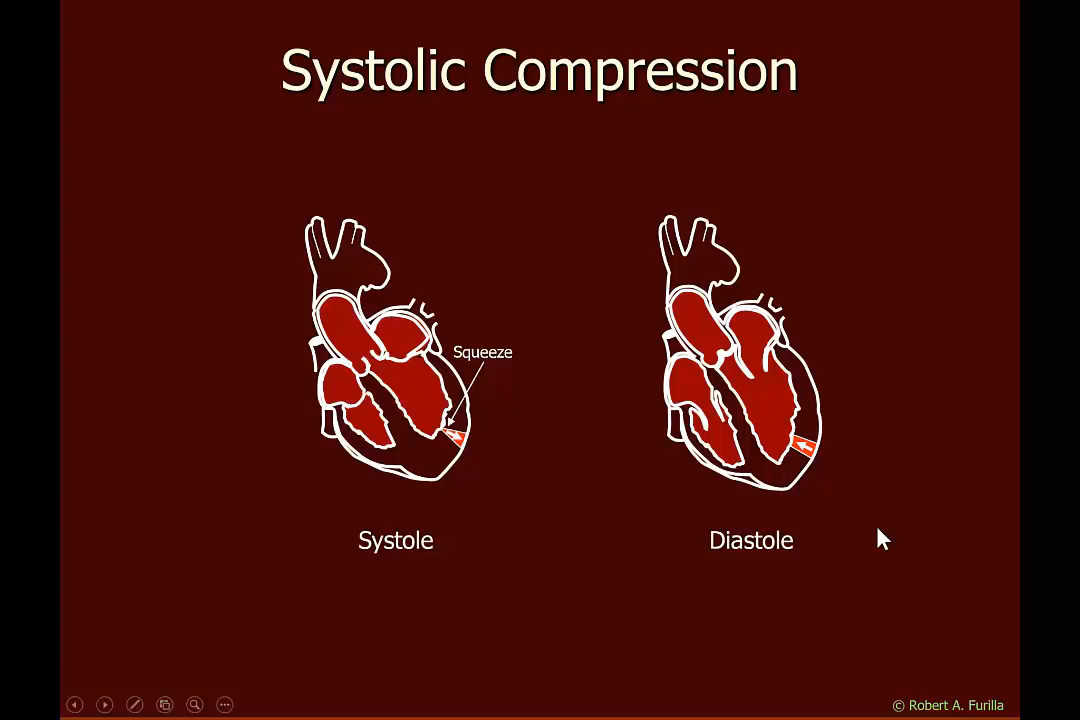 Systolic Compression
Squeeze
Systole
Diastole
© Robert A. Furilla